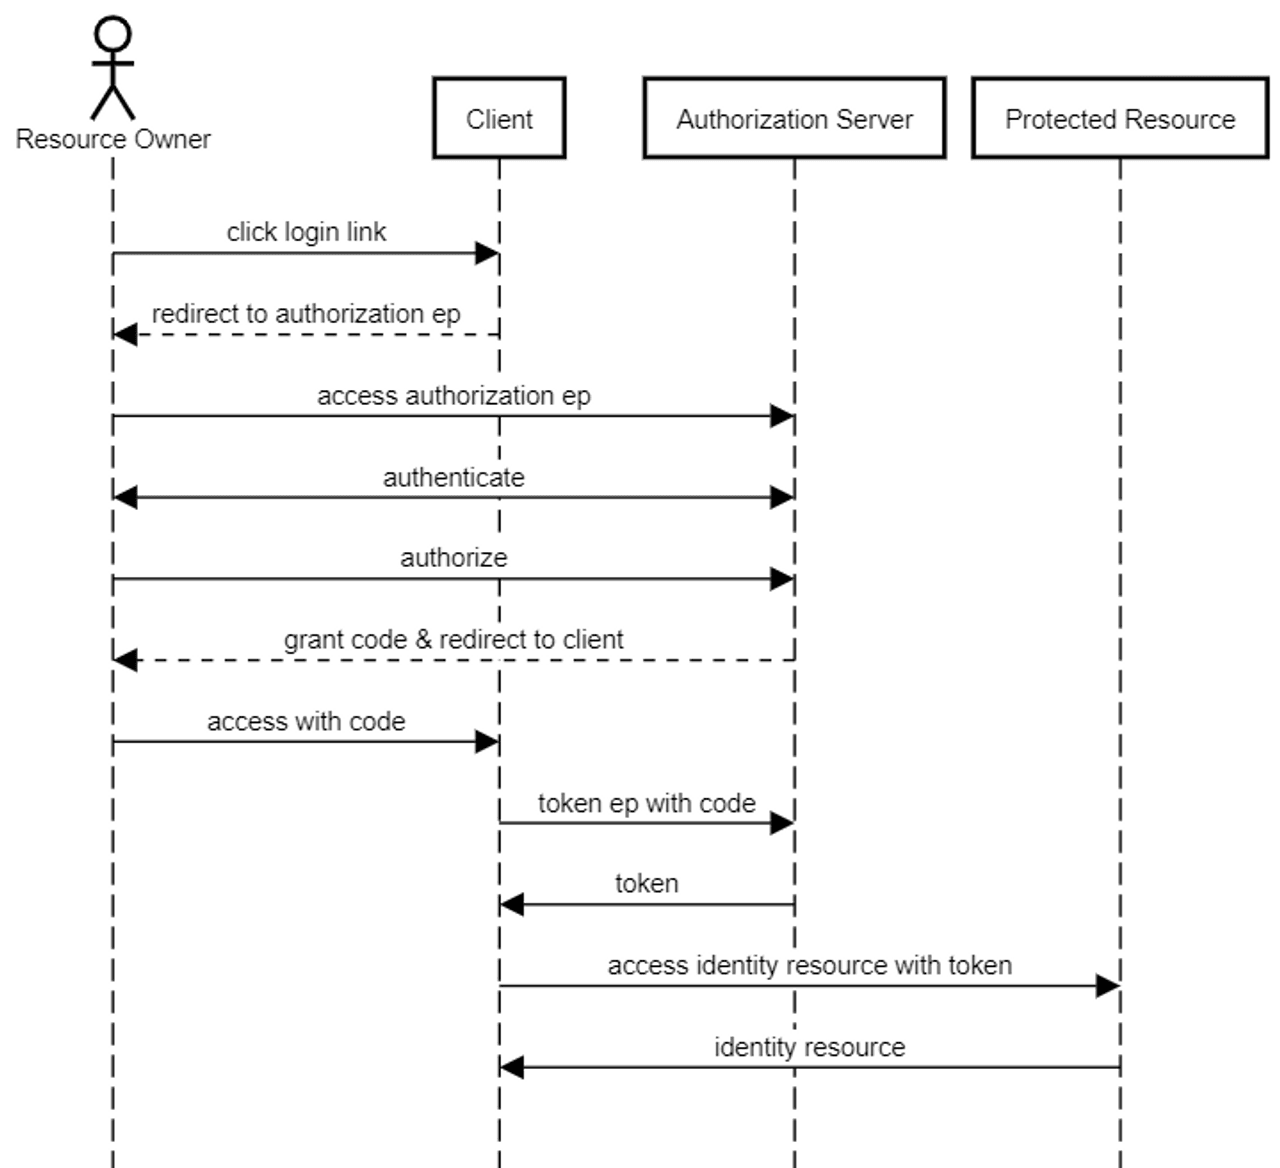 Resource Owner
Client
Authorization Server
Protected Resource
click login link
redirect to authorization ep
access authorization ep
authenticate
authorize
grant code & redirect to client
access with code
token ep with code
token
access identity resource with token
identity resource